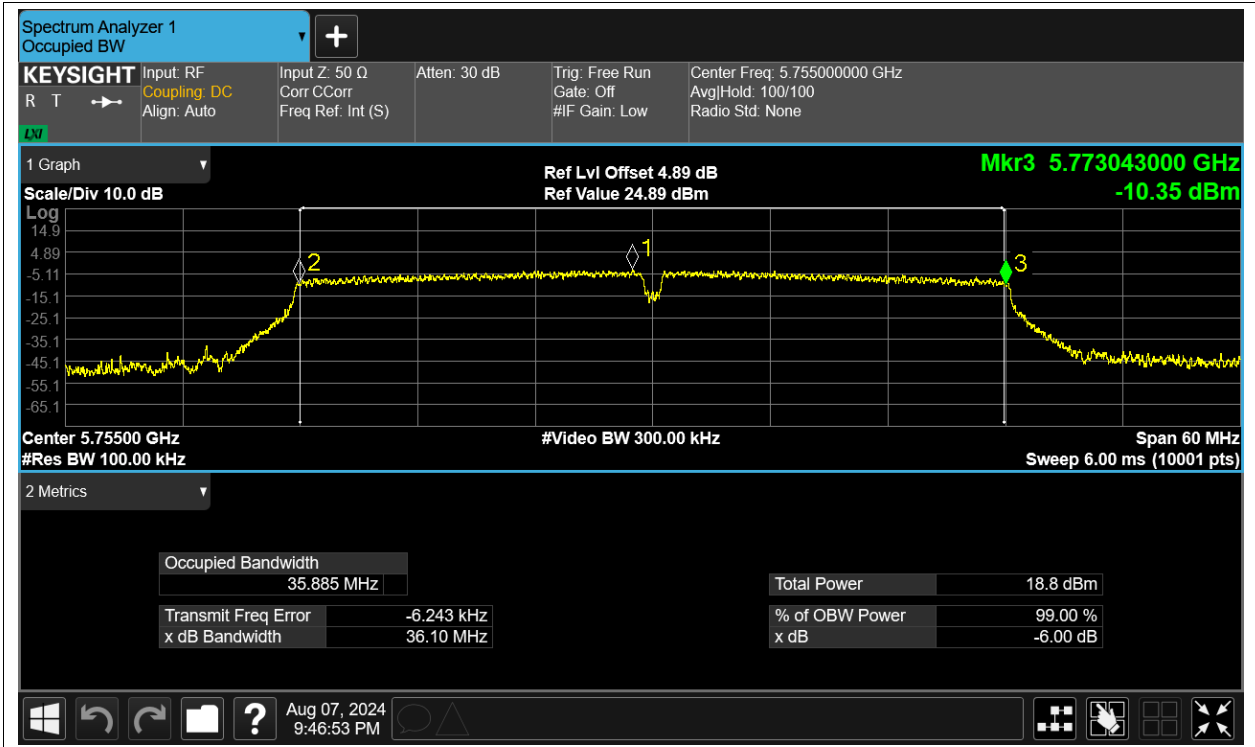 Spectrum Analyzer 1
Occupied BW
+
KEYSIGHT
R T
LXI
Input: RF
Coupling: DC
Align: Auto
Input Z: 50 Ω
Corr CCorr
Freq Ref: Int (S)
Atten: 30 dB
Trig: Free Run
Gate: Off
#IF Gain: Low
Center Freq: 5.755000000 GHz
Avg|Hold: 100/100
Radio Std: None
1 Graph
Scale/Div 10.0 dB
Ref Lvl Offset 4.89 dB
Ref Value 24.89 dBm
Mkr3 5.773043000 GHz
-10.35 dBm
Log
14.9
4.89
-5.11
-15.1
-25.1
-35.1
-45.1
-55.1
-65.1
2
1
3
Center 5.75500 GHz
#Video BW 300.00 kHz
Span 60 MHz
#Res BW 100.00 kHz
Sweep 6.00 ms (10001 pts)
2 Metrics
Occupied Bandwidth
35.885 MHz
Transmit Freq Error -6.243 kHz
x dB Bandwidth 36.10 MHz
Total Power 18.8 dBm
% of OBW Power 99.00 %
x dB -6.00 dB
?
Aug 07, 2024
9:46:53 PM